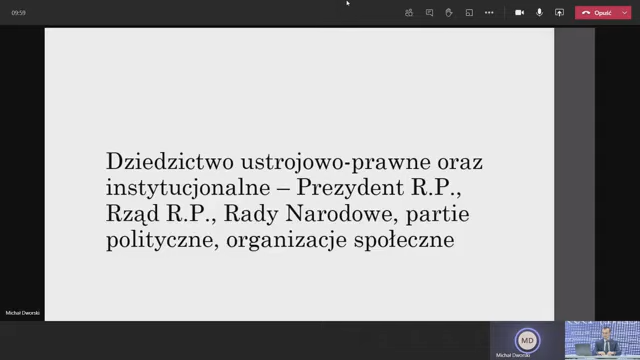 09:59
Opuść
Dziedzictwo ustrojowo-prawne oraz
instytucjonalne – Prezydent R.P.,
Rząd R.P., Rady Narodowe, partie
polityczne, organizacje społeczne
Michał Dworski
MD
Michał Dworski